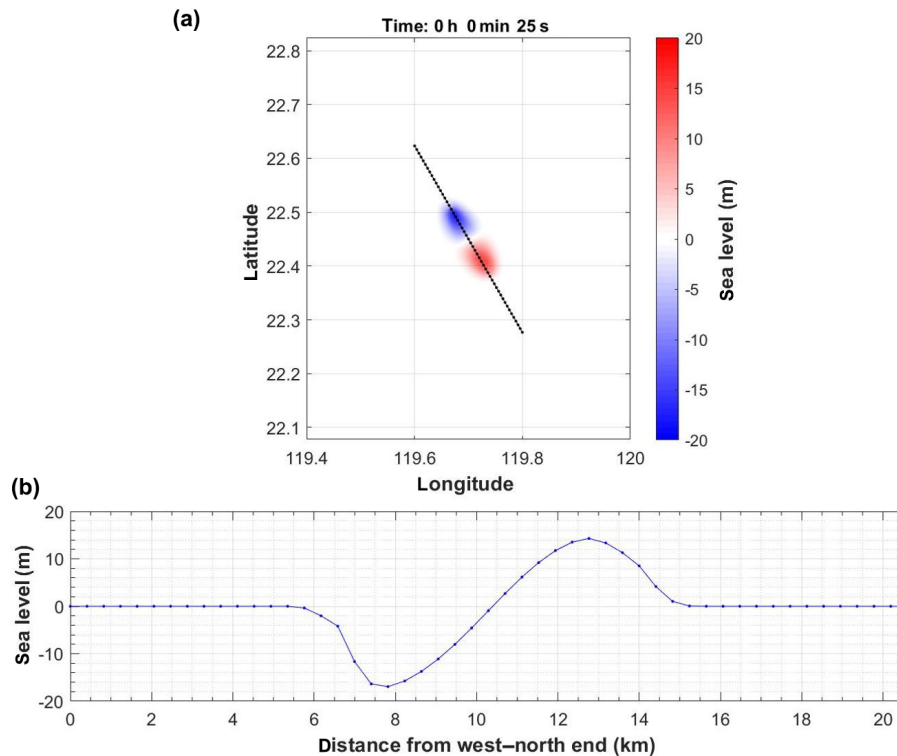 (a)
Time: 0 h 0 min 25 s
22.8
22.7
22.6
22.5
22.4
22.3
22.2
22.1
Latitude
119.4 119.6 119.8 120
Longitude
20
15
10
5
0
-5
-10
-15
-20
Sea level (m)
(b)
20
10
0
-10
-20
Sea level (m)
0 2 4 6 8 10 12 14 16 18 20
Distance from west–north end (km)